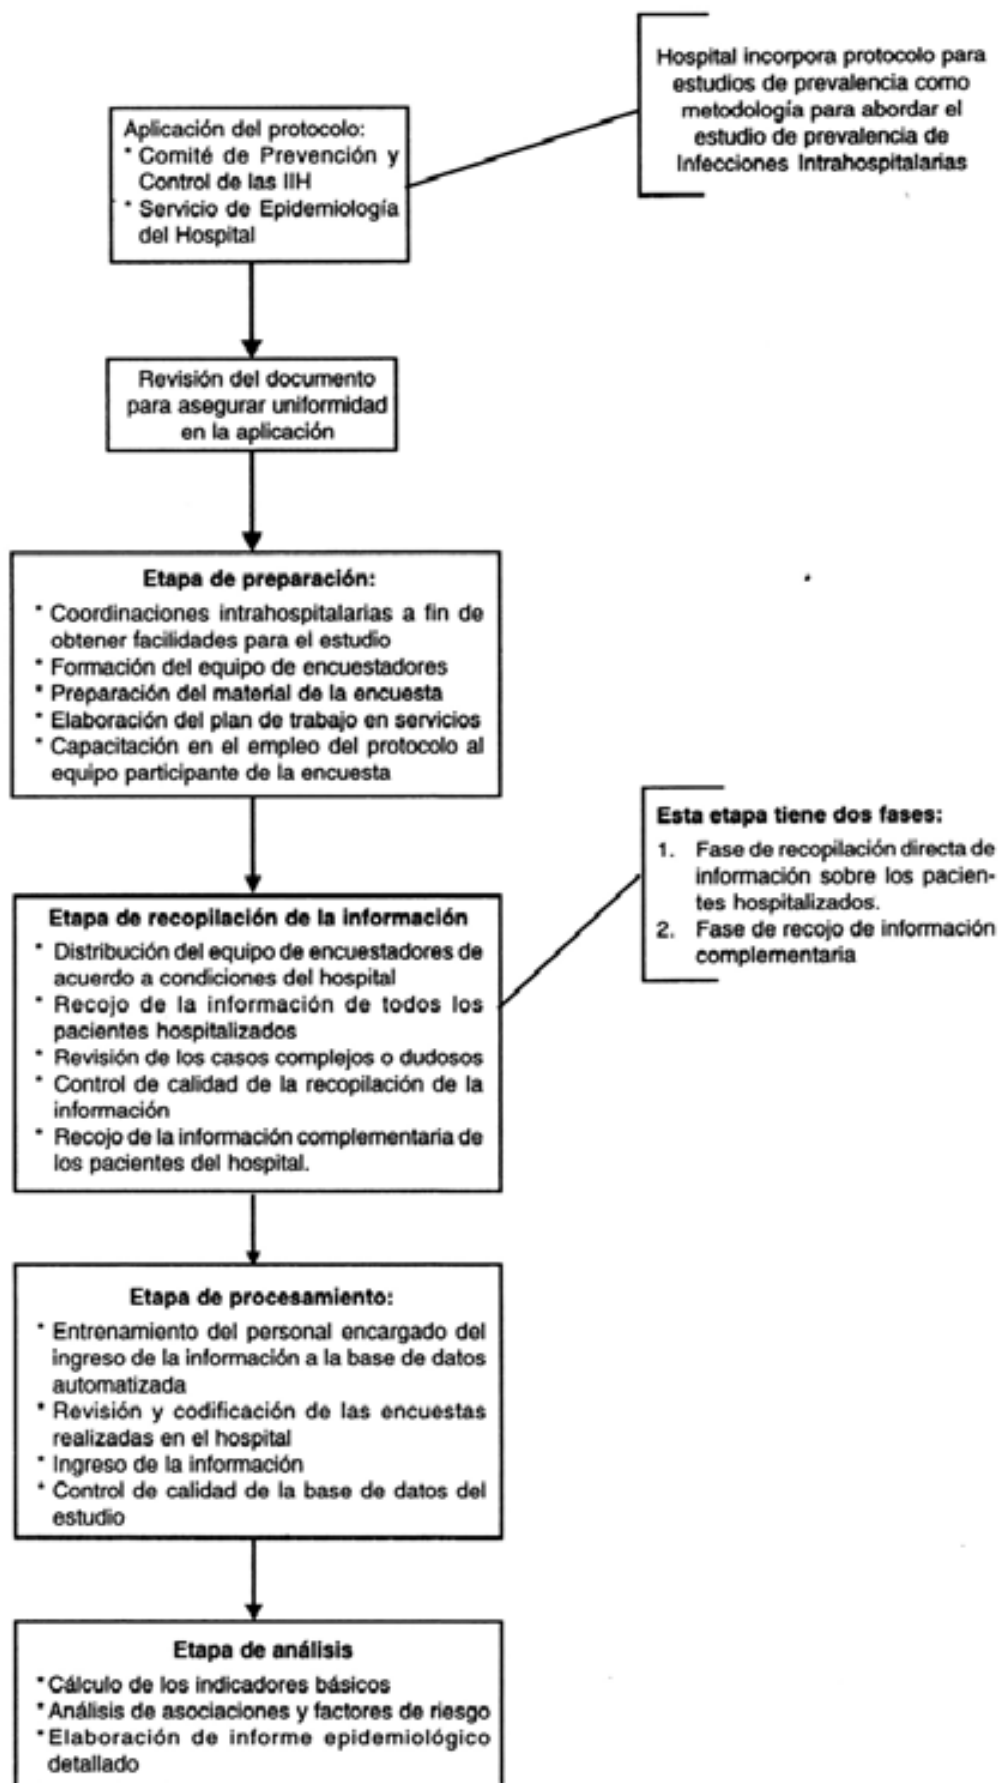 Hospital incorpora protocolo para
estudios de prevalencia como
metodología para abordar el
estudio de prevalencia de
Infecciones Intrahospitalarias
Aplicación del protocolo:
* Comité de Prevención y
Control de las IIH
* Servicio de Epidemiología
del Hospital
Revisión del documento
para asegurar uniformidad
en la aplicación
Etapa de preparación:
* Coordinaciones intrahospitalarias a fin de
obtener facilidades para el estudio
* Formación del equipo de encuestadores
* Preparación del material de la encuesta
* Elaboración del plan de trabajo en servicios
* Capacitación en el empleo del protocolo al
equipo participante de la encuesta
Esta etapa tiene dos fases:
1. Fase de recopilación directa de
información sobre los pacien-
tes hospitalizados.
2. Fase de recojo de información
complementaria
Etapa de recopilación de la información
* Distribución del equipo de encuestadores de
acuerdo a condiciones del hospital
* Recojo de la información de todos los
pacientes hospitalizados
* Revisión de los casos complejos o dudosos
* Control de calidad de la recopilación de la
información
* Recojo de la información complementaria de
los pacientes del hospital.
Etapa de procesamiento:
* Entrenamiento del personal encargado del
ingreso de la información a la base de datos
automatizada
* Revisión y codificación de las encuestas
realizadas en el hospital
* Ingreso de la información
* Control de calidad de la base de datos del
estudio
Etapa de análisis
* Cálculo de los indicadores básicos
* Análisis de asociaciones y factores de riesgo
* Elaboración de informe epidemiológico
detallado